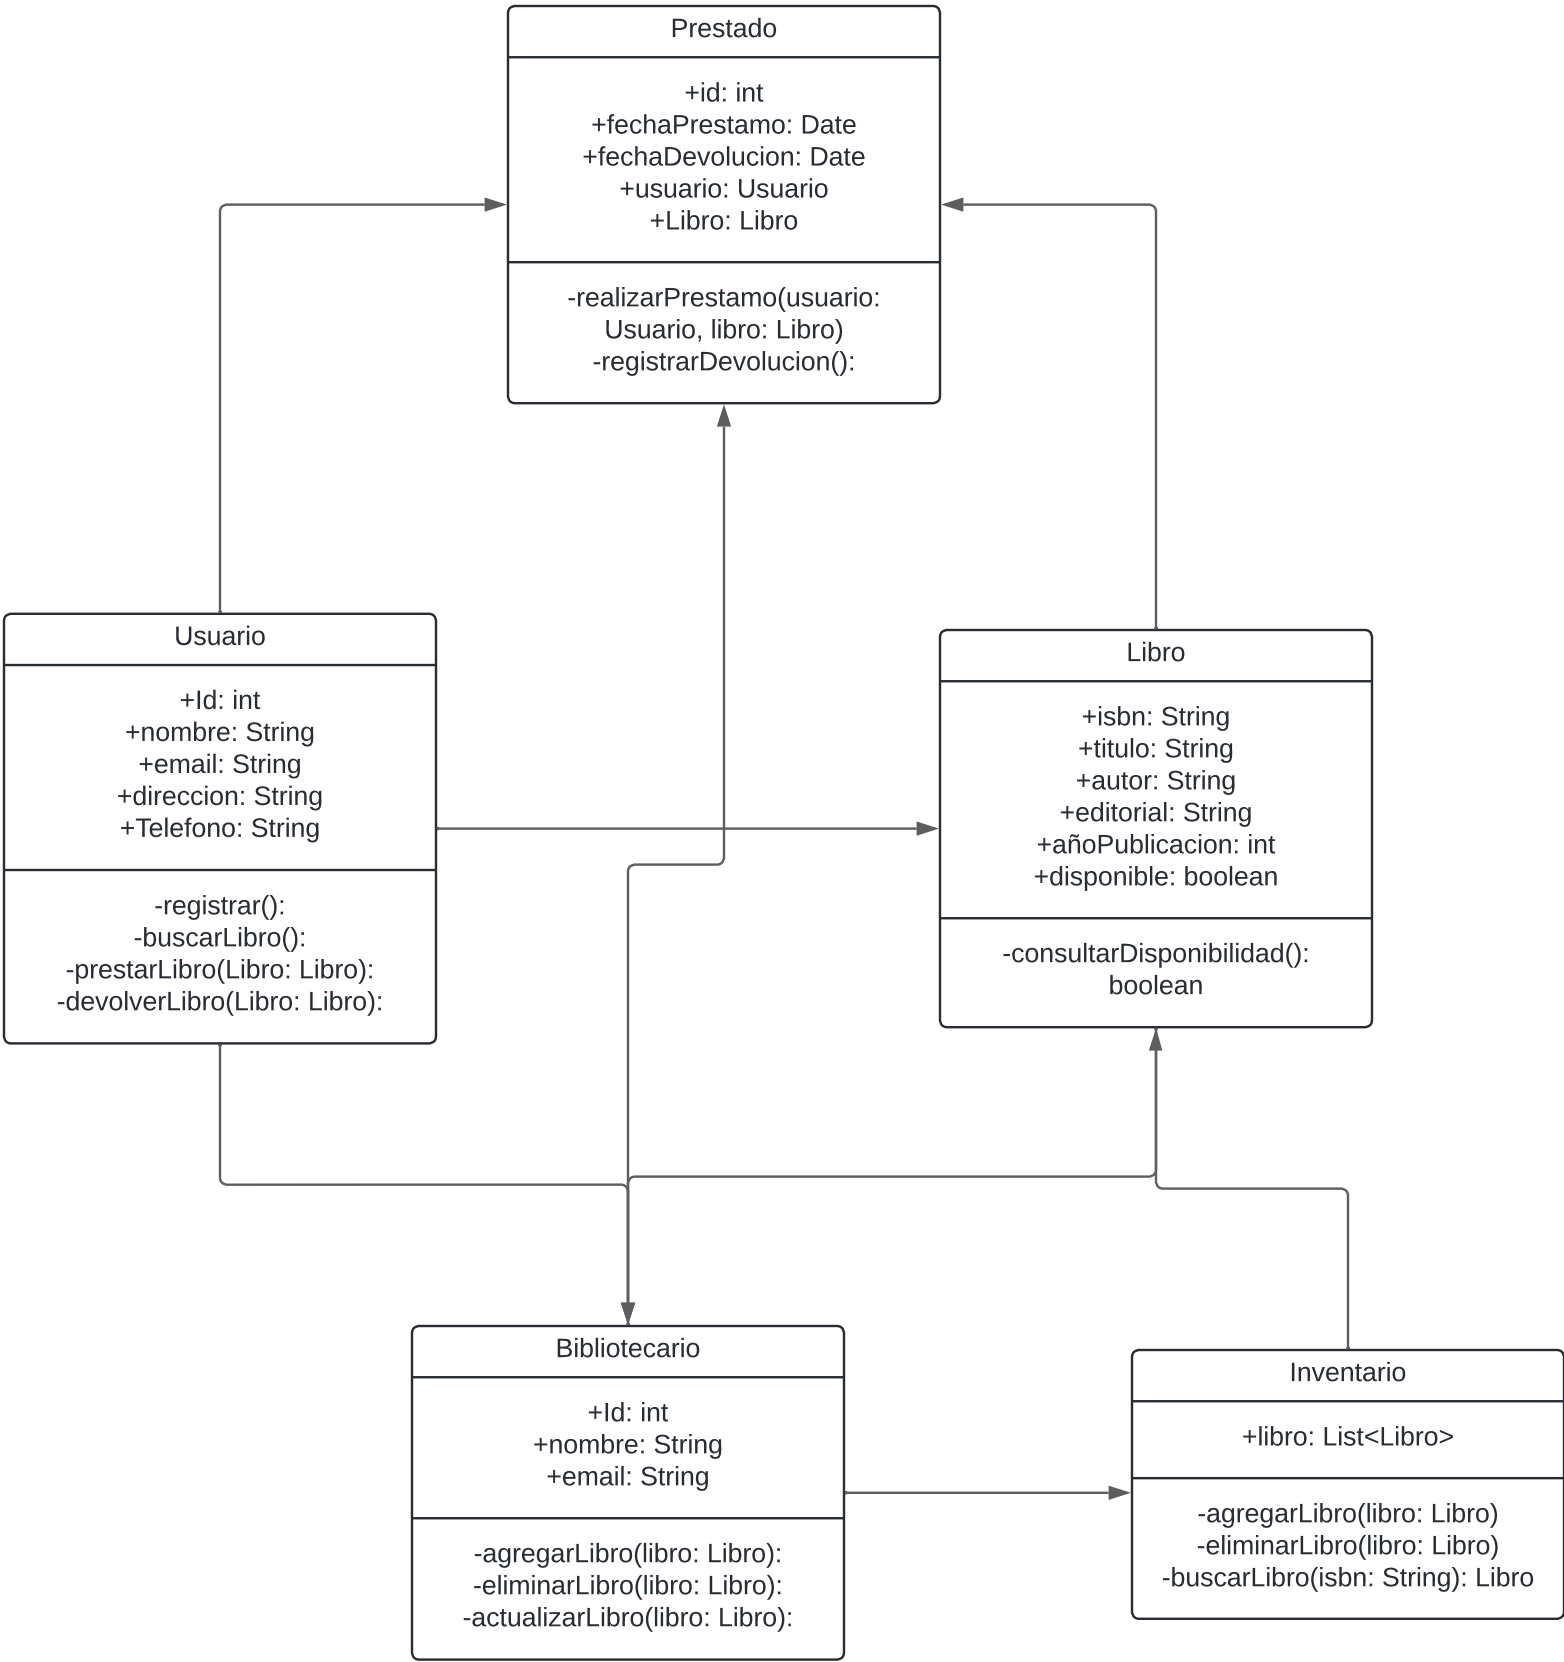 Prestado
+id: int
+fechaPrestamo: Date
+fechaDevolucion: Date
+usuario: Usuario
+Libro: Libro
-realizarPrestamo(usuario:
Usuario, libro: Libro)
-registrarDevolucion():
Usuario
+Id: int
+nombre: String
+email: String
+direccion: String
+Telefono: String
-registrar():
-buscarLibro():
-prestarLibro(Libro: Libro):
-devolverLibro(Libro: Libro):
Libro
+isbn: String
+titulo: String
+autor: String
+editorial: String
+añoPublicacion: int
+disponible: boolean
-consultarDisponibilidad():
boolean
Bibliotecario
+Id: int
+nombre: String
+email: String
-agregarLibro(libro: Libro):
-eliminarLibro(libro: Libro):
-actualizarLibro(libro: Libro):
Inventario
+libro: List<Libro>
-agregarLibro(libro: Libro)
-eliminarLibro(libro: Libro)
-buscarLibro(isbn: String): Libro